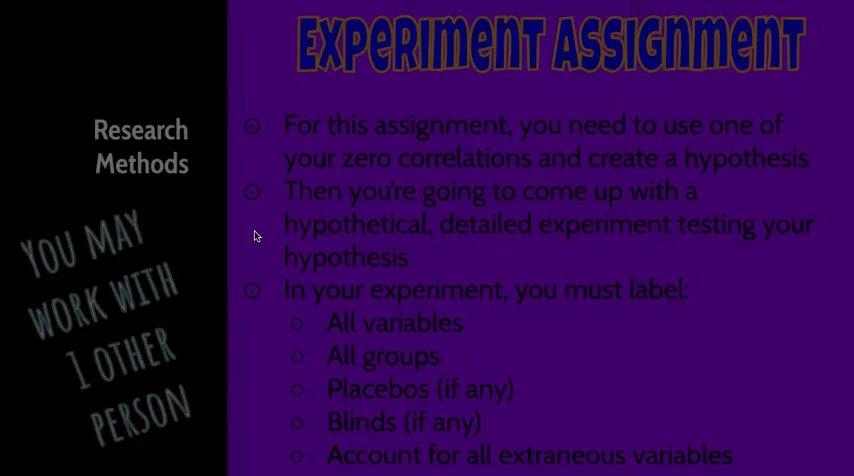 Experiment Assignment
Research
Methods
You may
work with
1 other
person
For this assignment, you need to use one of
your zero correlations and create a hypothesis
Then you're going to come up with a
hypothetical, detailed experiment testing your
hypothesis
In your experiment, you must label:
All variables
All groups
Placebos (if any)
Blinds (if any)
Account for all extraneous variables